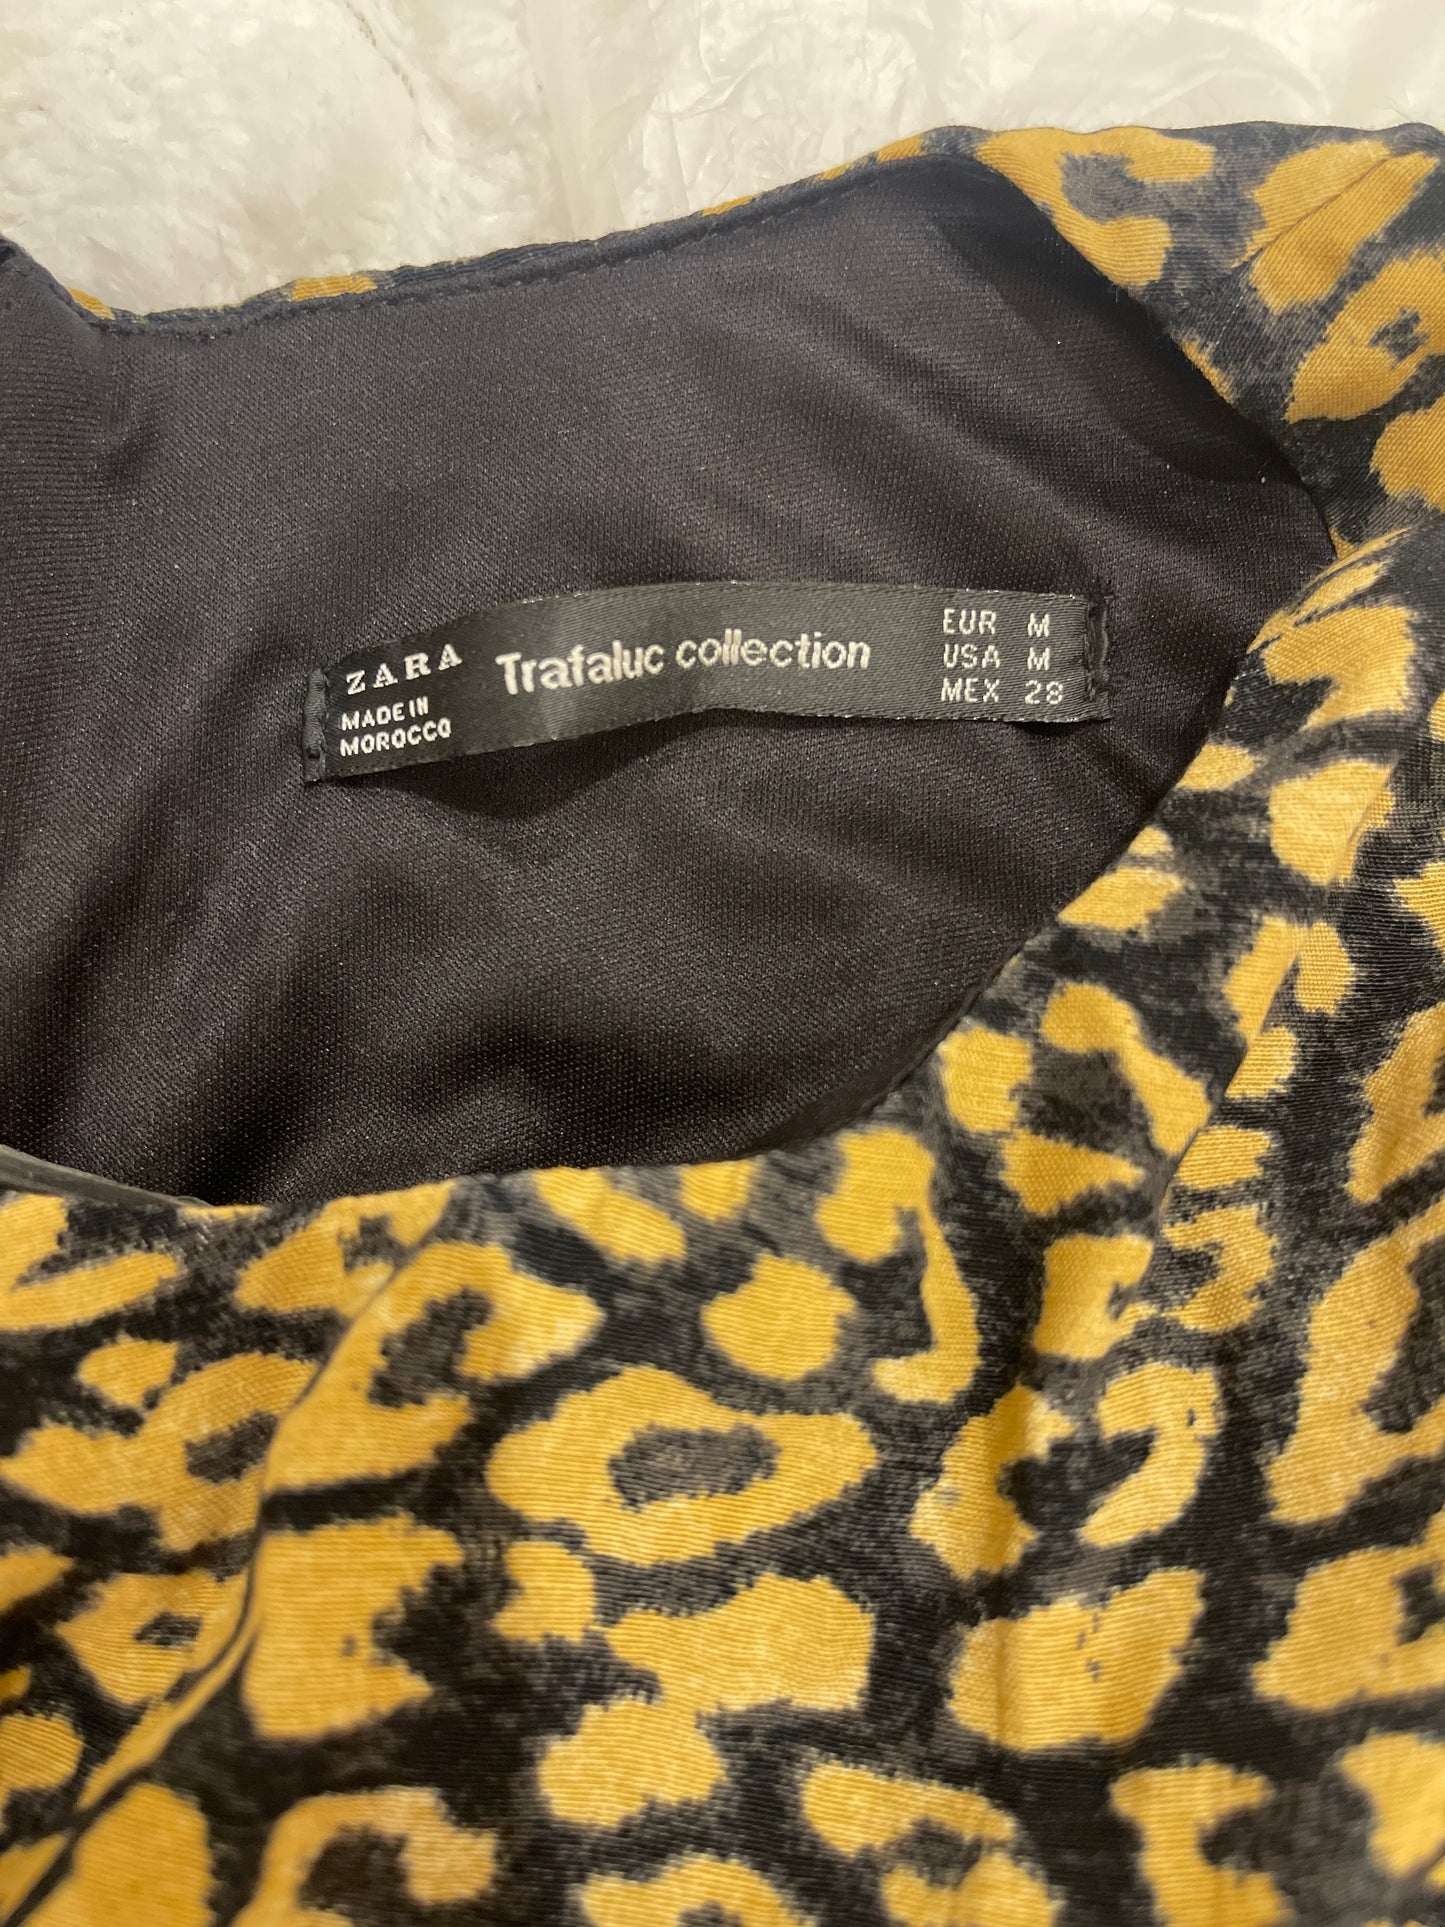 ZARA
MADE IN
MOROCCO
Trafaluc collection
EUR M
USA M
MEX 28